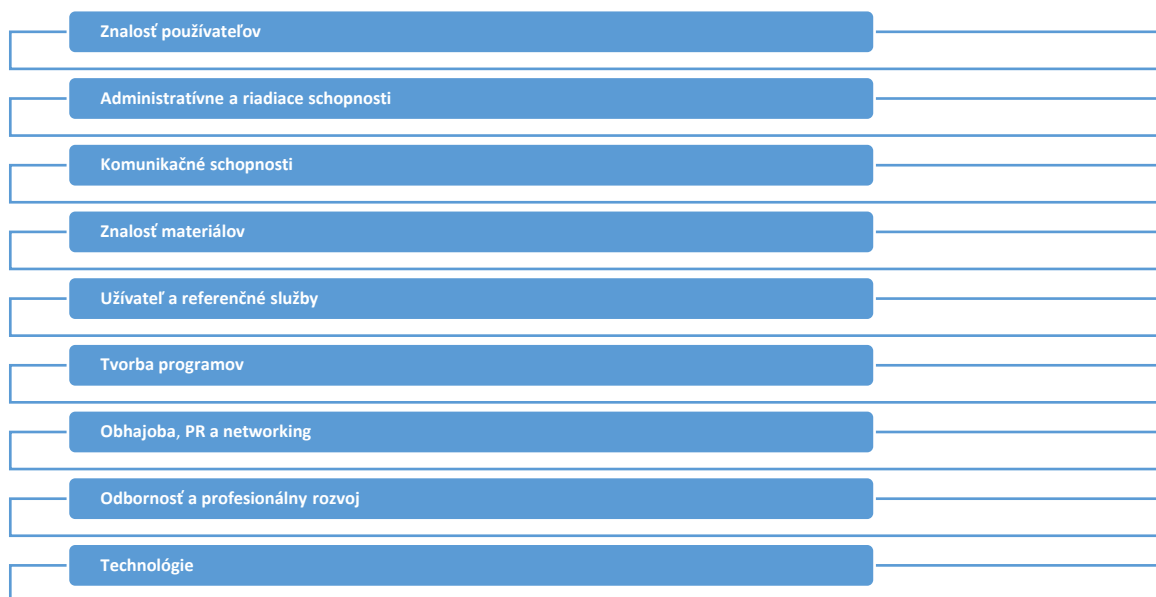 Znalosť používateľov
Administratívne a riadiace schopnosti
Komunikačné schopnosti
Znalosť materiálov
Užívateľ a referenčné služby
Tvorba programov
Obhajoba, PR a networking
Odbornosť a profesionálny rozvoj
Technológie